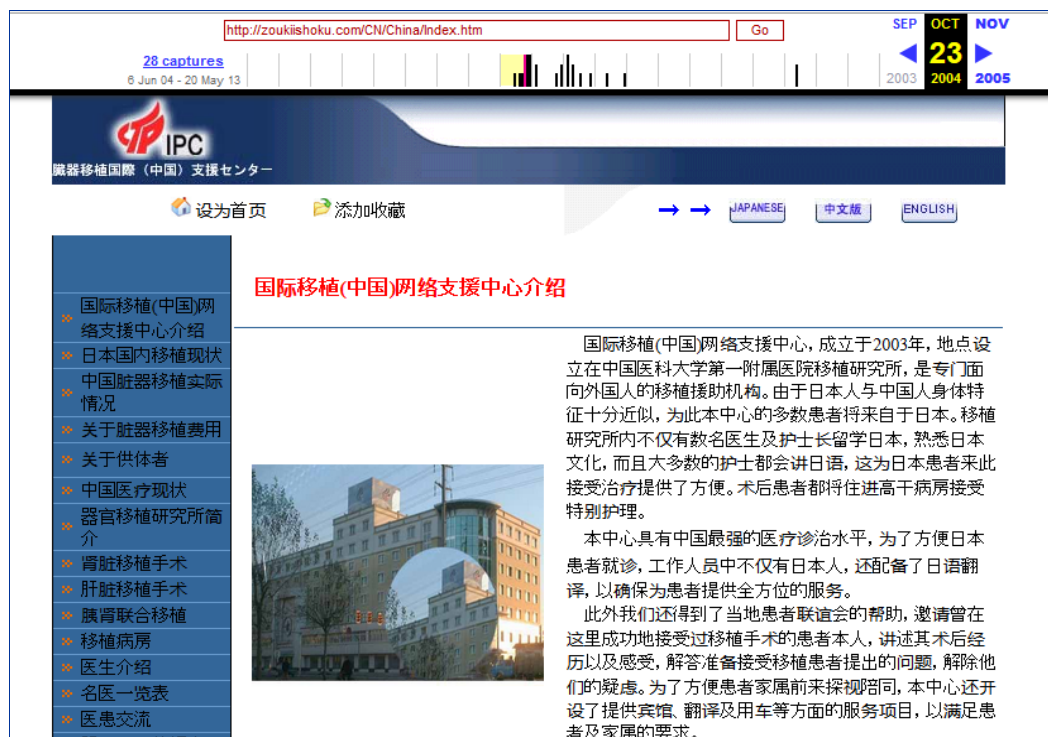 http://zoukiishoku.com/CN/China/Index.htm
Go
SEP OCT NOV
28 captures
23
6 Jun 04 - 20 May 13
2003 2004 2005
IPC
臓器移植国際（中国）支援センター
设为首页 添加收藏
JAPANESE 中文版 ENGLISH
国际移植(中国)网络支援中心介绍
国际移植(中国)网
络支援中心介绍
日本国内移植现状
中国脏器移植实际
情况
关于脏器移植费用
关于供体者
中国医疗现状
器官移植研究所简
介
肾脏移植手术
肝脏移植手术
胰肾联合移植
移植病房
医生介绍
名医一览表
医患交流
国际移植(中国)网络支援中心，成立于2003年，地点设
立在中国医科大学第一附属医院移植研究所，是专门面
向外国人的移植援助机构。由于日本人与中国人身体特
征十分近似，为此本中心的多数患者将来自于日本。移植
研究所内不仅有数名医生及护士长留学日本，熟悉日本
文化，而且大多数的护士都会讲日语，这为日本患者来此
接受治疗提供了方便。术后患者都将住进高干病房接受
特别护理。
本中心具有中国最强的医疗诊治水平，为了方便日本
患者就诊，工作人员中不仅有日本人，还配备了日语翻
译，以确保为患者提供全方位的服务。
此外我们还得到了当地患者联谊会的帮助，邀请曾在
这里成功地接受过移植手术的患者本人，讲述其术后经
历以及感受，解答准备接受移植患者提出的问题，解除他
们的疑虑。为了方便患者家属前来探视陪同，本中心还开
设了提供宾馆、翻译及用车等方面的服务项目，以满足患
者及家属的要求。